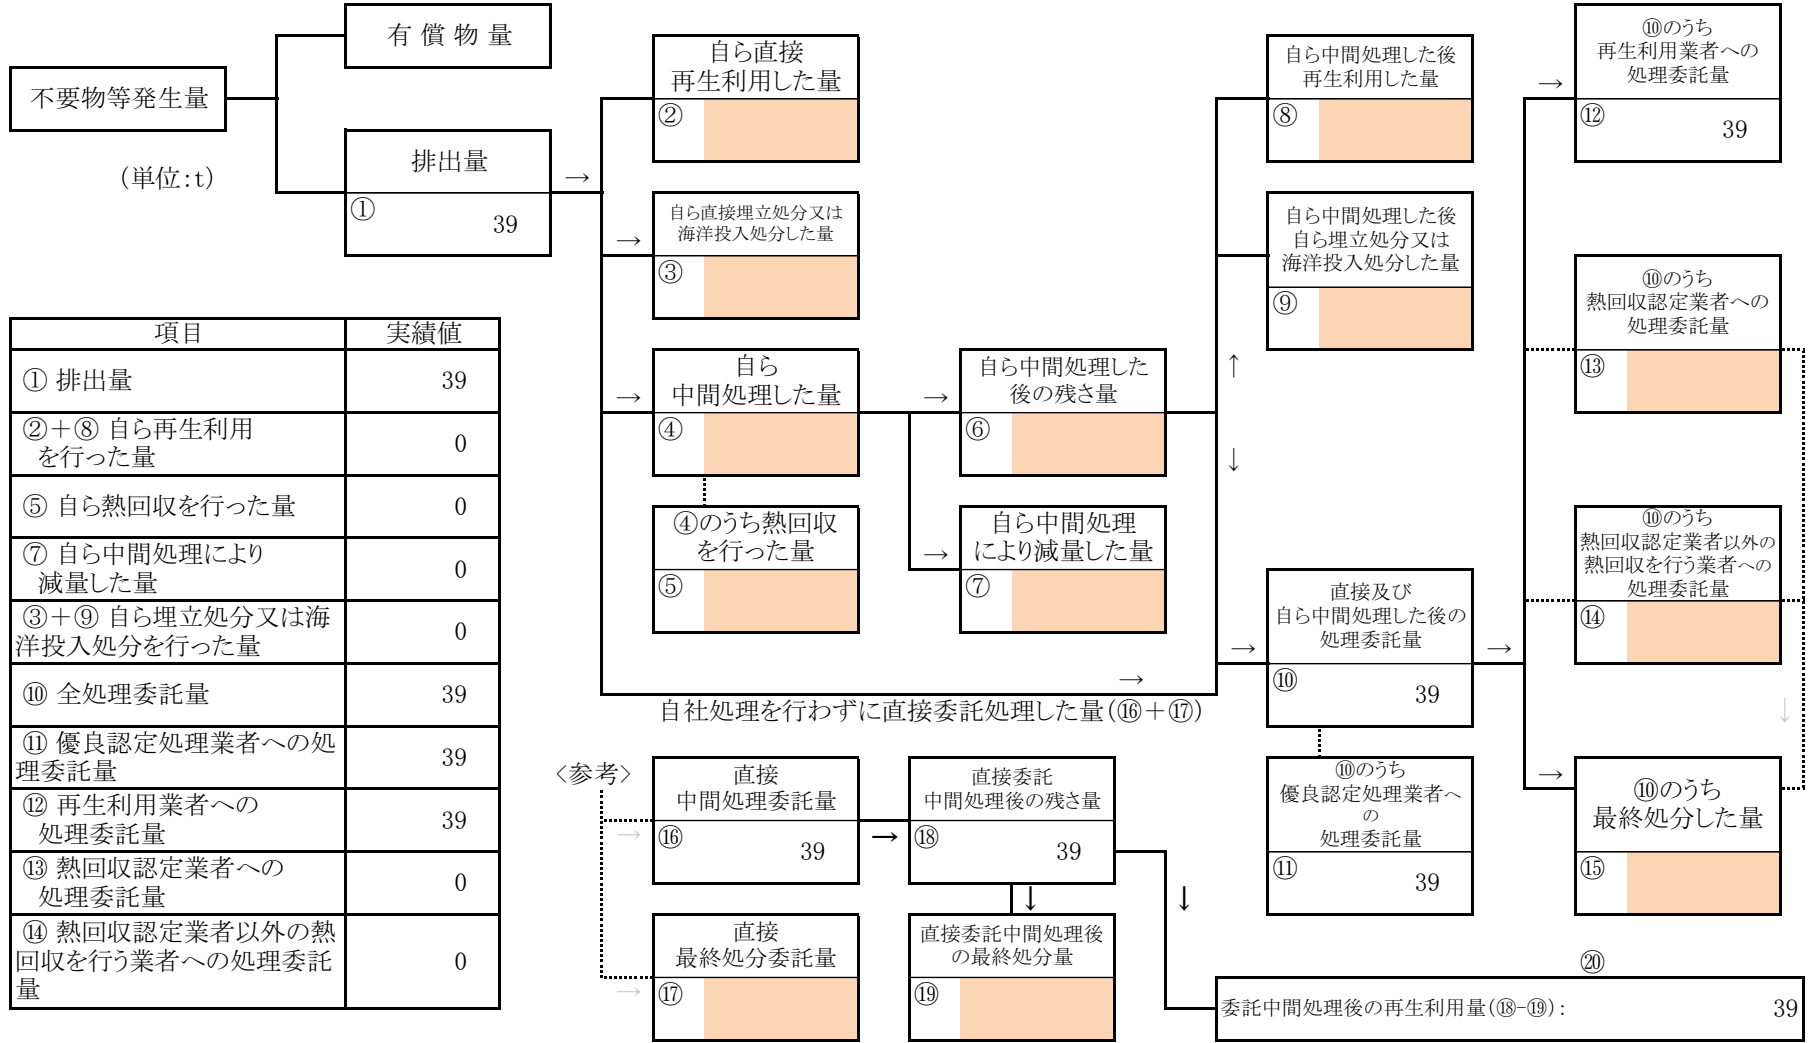 有 償 物 量
不要物等発生量
(単位:t)
排出量
①
39
→
自ら直接
再生利用した量
②
→
自ら直接埋立処分又は
海洋投入処分した量
③
→
自ら
中間処理した量
④
④のうち熱回収
を行った量
⑤
→
自ら中間処理した
後の残さ量
⑥
→
自ら中間処理
により減量した量
⑦
↑
↓
自ら中間処理した後
再生利用した量
⑧
自ら中間処理した後
自ら埋立処分又は
海洋投入処分した量
⑨
→
自社処理を行わずに直接委託処理した量(⑯+⑰)
→
直接及び
自ら中間処理した後の
処理委託量
⑩
39
⑩のうち
優良認定処理業者へ
の
処理委託量
⑪
39
→
→
⑩のうち
再生利用業者への
処理委託量
⑫
39
⑩のうち
熱回収認定業者への
処理委託量
⑬
⑩のうち
熱回収認定業者以外の
熱回収を行う業者への
処理委託量
⑭
↓
→
⑩のうち
最終処分した量
⑮
項目 実績値
① 排出量 39
②+⑧ 自ら再生利用
を行った量 0
⑤ 自ら熱回収を行った量 0
⑦ 自ら中間処理により
減量した量 0
③+⑨ 自ら埋立処分又は海
洋投入処分を行った量 0
⑩ 全処理委託量 39
⑪ 優良認定処理業者への処
理委託量 39
⑫ 再生利用業者への
処理委託量 39
⑬ 熱回収認定業者への
処理委託量 0
⑭ 熱回収認定業者以外の熱
回収を行う業者への処理委託
量 0
<参考>
→
直接
中間処理委託量
⑯
39
→
直接委託
中間処理後の残さ量
⑱
39
↓
↓
→
直接
最終処分委託量
⑰
直接委託中間処理後
の最終処分量
⑲
⑳
委託中間処理後の再生利用量(⑱-⑲): 39